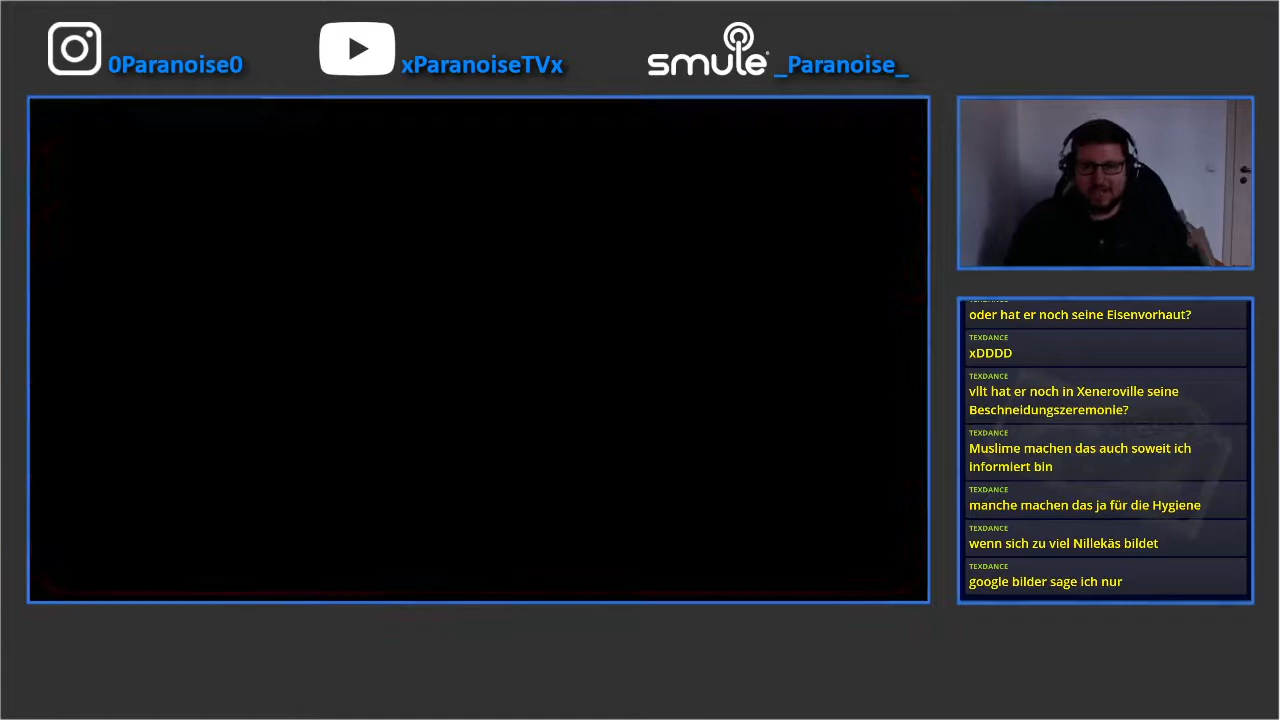 0Paranoise0
xParanoiseTVx
smule
_Paranoise_
oder hat er noch seine Eisenvorhaut?
TEXDANCE
xDDDD
TEXDANCE
vllt hat er noch in Xeneroville seine
Beschneidungszeremonie?
TEXDANCE
Muslime machen das auch soweit ich
informiert bin
TEXDANCE
manche machen das ja für die Hygiene
TEXDANCE
wenn sich zu viel Nillekäs bildet
TEXDANCE
google bilder sage ich nur